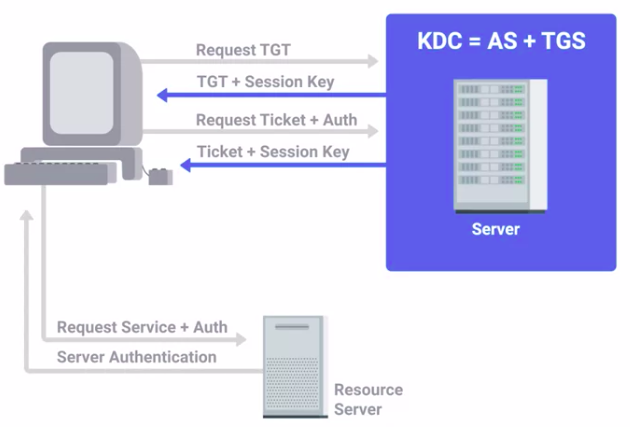 Request TGT
KDC = AS + TGS
TGT + Session Key
Request Ticket + Auth
Ticket + Session Key
Server
Request Service + Auth
Server Authentication
Resource
Server